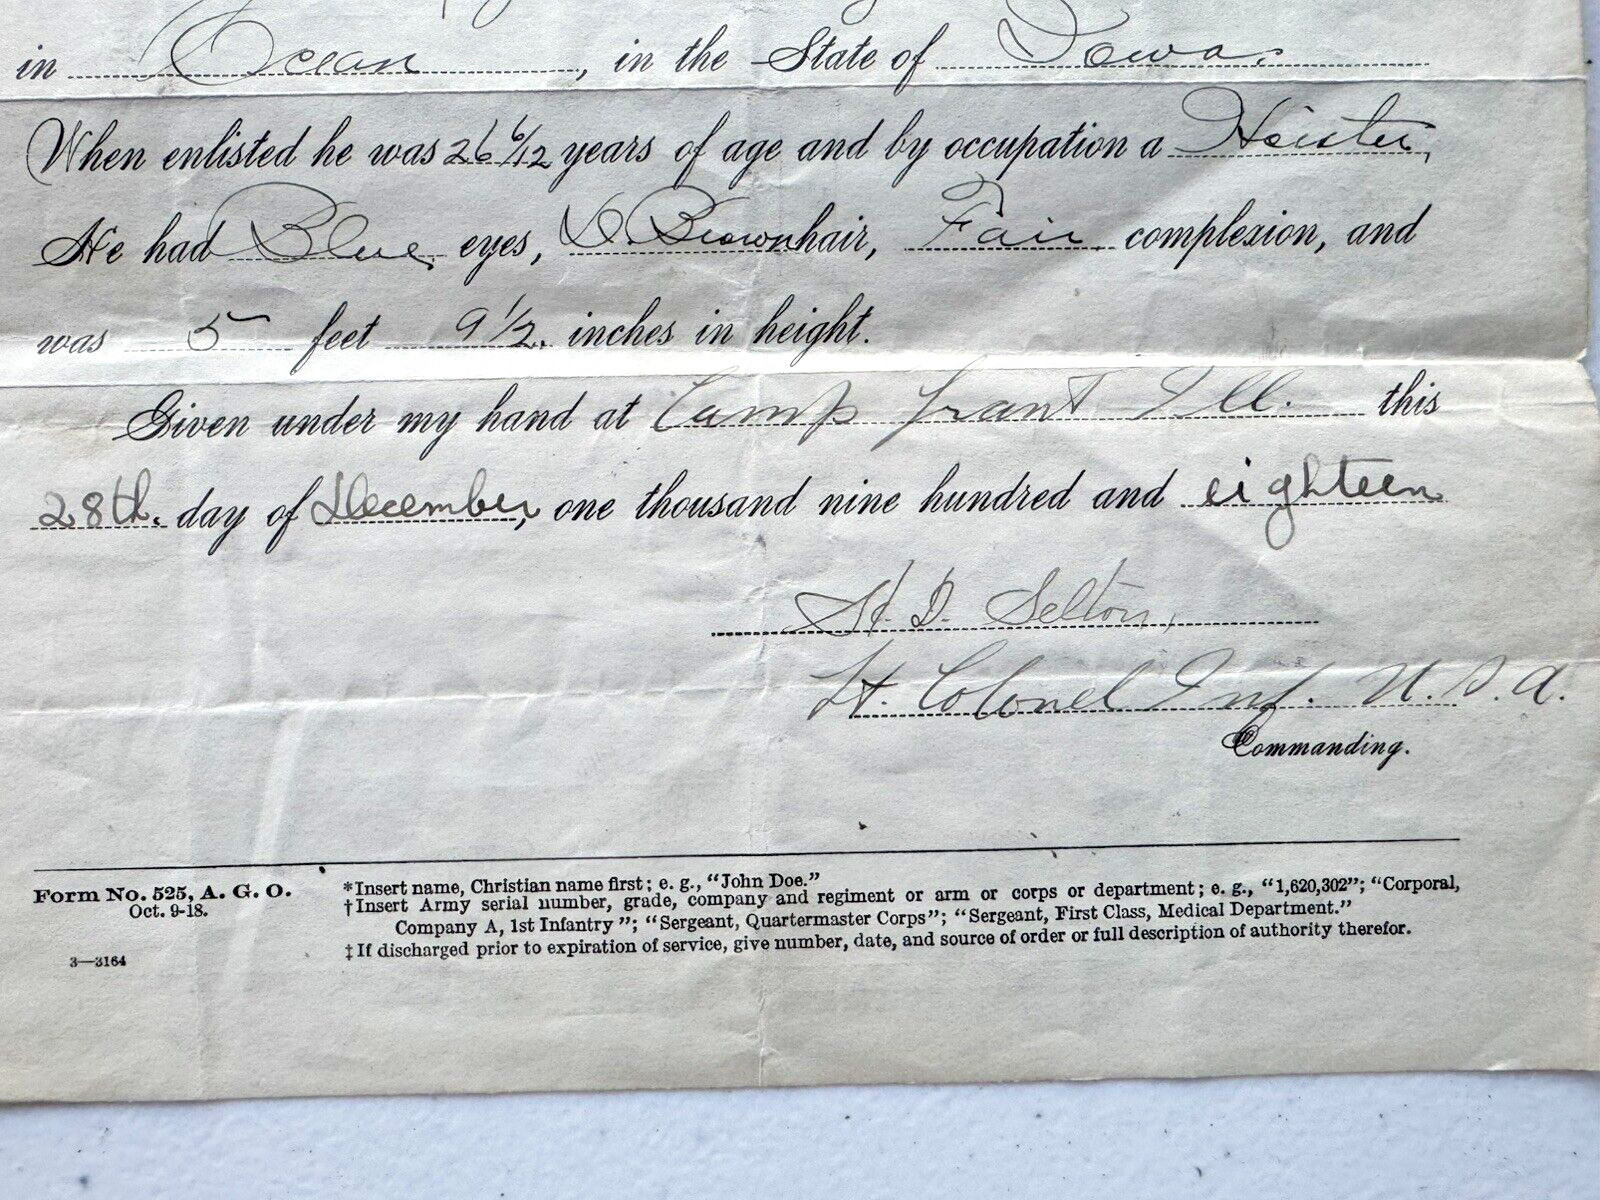 in Ocean, in the State of Iowa.
When enlisted he was 26 6/12 years of age and by occupation a Heister,
He had Blue eyes, D. Brown hair, Fair complexion, and
was 5 feet 9 1/2 inches in height.
Given under my hand at Camp Grant Ill. this
28th. day of December, one thousand nine hundred and eighteen
H. D. Selton,
Lt. Colonel Inf. U.S.A.
Commanding.
Form No. 525, A. G. O.
Oct. 9-18.
3—3164
*Insert name, Christian name first; e. g., "John Doe."
†Insert Army serial number, grade, company and regiment or arm or corps or department; e. g., "1,620,302"; "Corporal,
Company A, 1st Infantry"; "Sergeant, Quartermaster Corps"; "Sergeant, First Class, Medical Department."
‡If discharged prior to expiration of service, give number, date, and source of order or full description of authority therefor.